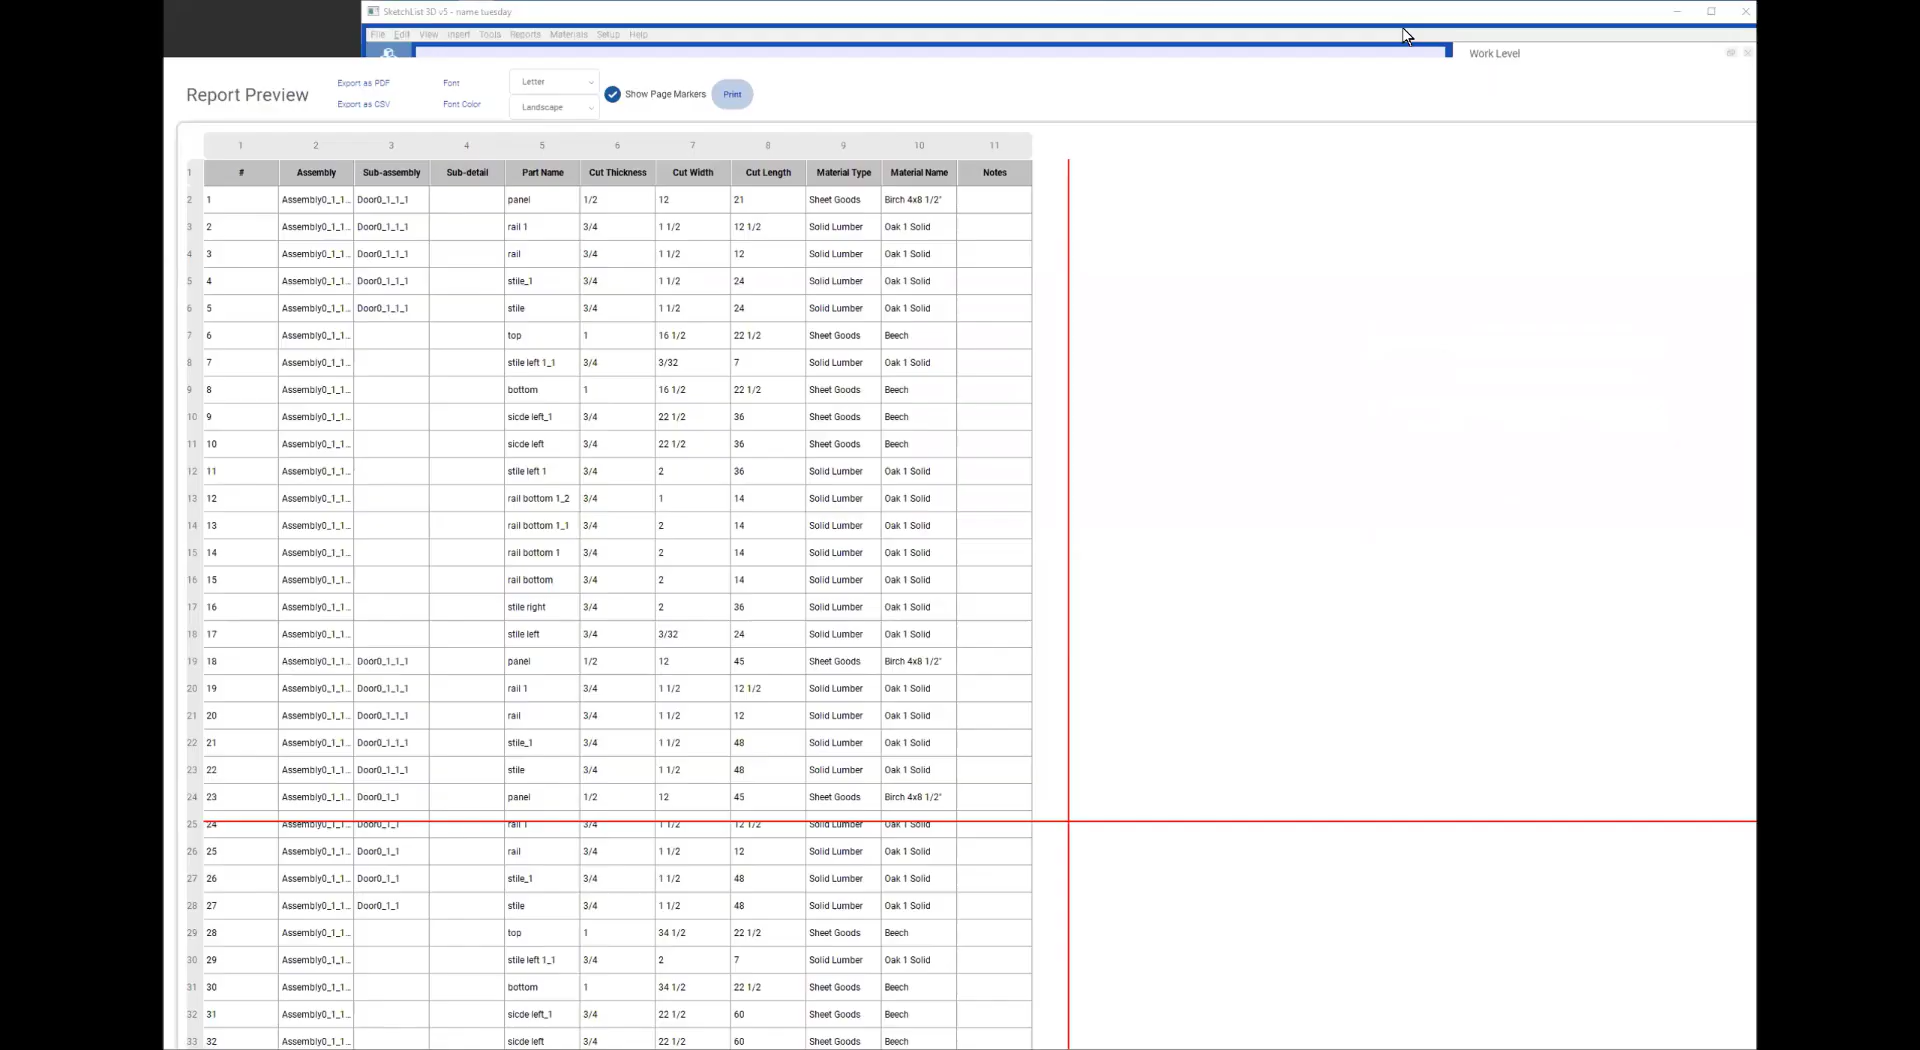 SketchList 3D v5 - name tuesday
File Edit View Insert Tools Reports Materials Setup Help
Work Level
Report Preview
Export as PDF Font Letter
Show Page Markers Print
Export as CSV Font Color Landscape
1 2 3 4 5 6 7 8 9 10 11
1 # Assembly Sub-assembly Sub-detail Part Name Cut Thickness Cut Width Cut Length Material Type Material Name Notes
2 1 Assembly0_1_1... Door0_1_1_1 panel 1/2 12 21 Sheet Goods Birch 4x8 1/2"
3 2 Assembly0_1_1... Door0_1_1_1 rail 1 3/4 1 1/2 12 1/2 Solid Lumber Oak 1 Solid
4 3 Assembly0_1_1... Door0_1_1_1 rail 3/4 1 1/2 12 Solid Lumber Oak 1 Solid
5 4 Assembly0_1_1... Door0_1_1_1 stile_1 3/4 1 1/2 24 Solid Lumber Oak 1 Solid
6 5 Assembly0_1_1... Door0_1_1_1 stile 3/4 1 1/2 24 Solid Lumber Oak 1 Solid
7 6 Assembly0_1_1... top 1 16 1/2 22 1/2 Sheet Goods Beech
8 7 Assembly0_1_1... stile left 1_1 3/4 3/32 7 Solid Lumber Oak 1 Solid
9 8 Assembly0_1_1... bottom 1 16 1/2 22 1/2 Sheet Goods Beech
10 9 Assembly0_1_1... sicde left_1 3/4 22 1/2 36 Sheet Goods Beech
11 10 Assembly0_1_1... sicde left 3/4 22 1/2 36 Sheet Goods Beech
12 11 Assembly0_1_1... stile left 1 3/4 2 36 Solid Lumber Oak 1 Solid
13 12 Assembly0_1_1... rail bottom 1_2 3/4 1 14 Solid Lumber Oak 1 Solid
14 13 Assembly0_1_1... rail bottom 1_1 3/4 2 14 Solid Lumber Oak 1 Solid
15 14 Assembly0_1_1... rail bottom 1 3/4 2 14 Solid Lumber Oak 1 Solid
16 15 Assembly0_1_1... rail bottom 3/4 2 14 Solid Lumber Oak 1 Solid
17 16 Assembly0_1_1... stile right 3/4 2 36 Solid Lumber Oak 1 Solid
18 17 Assembly0_1_1... stile left 3/4 3/32 24 Solid Lumber Oak 1 Solid
19 18 Assembly0_1_1... Door0_1_1_1 panel 1/2 12 45 Sheet Goods Birch 4x8 1/2"
20 19 Assembly0_1_1... Door0_1_1_1 rail 1 3/4 1 1/2 12 1/2 Solid Lumber Oak 1 Solid
21 20 Assembly0_1_1... Door0_1_1_1 rail 3/4 1 1/2 12 Solid Lumber Oak 1 Solid
22 21 Assembly0_1_1... Door0_1_1_1 stile_1 3/4 1 1/2 48 Solid Lumber Oak 1 Solid
23 22 Assembly0_1_1... Door0_1_1_1 stile 3/4 1 1/2 48 Solid Lumber Oak 1 Solid
24 23 Assembly0_1_1... Door0_1_1 panel 1/2 12 45 Sheet Goods Birch 4x8 1/2"
25 24 Assembly0_1_1... Door0_1_1 rail 1 3/4 1 1/2 12 1/2 Solid Lumber Oak 1 Solid
26 25 Assembly0_1_1... Door0_1_1 rail 3/4 1 1/2 12 Solid Lumber Oak 1 Solid
27 26 Assembly0_1_1... Door0_1_1 stile_1 3/4 1 1/2 48 Solid Lumber Oak 1 Solid
28 27 Assembly0_1_1... Door0_1_1 stile 3/4 1 1/2 48 Solid Lumber Oak 1 Solid
29 28 Assembly0_1_1... top 1 34 1/2 22 1/2 Sheet Goods Beech
30 29 Assembly0_1_1... stile left 1_1 3/4 2 7 Solid Lumber Oak 1 Solid
31 30 Assembly0_1_1... bottom 1 34 1/2 22 1/2 Sheet Goods Beech
32 31 Assembly0_1_1... sicde left_1 3/4 22 1/2 60 Sheet Goods Beech
33 32 Assembly0_1_1... sicde left 3/4 22 1/2 60 Sheet Goods Beech